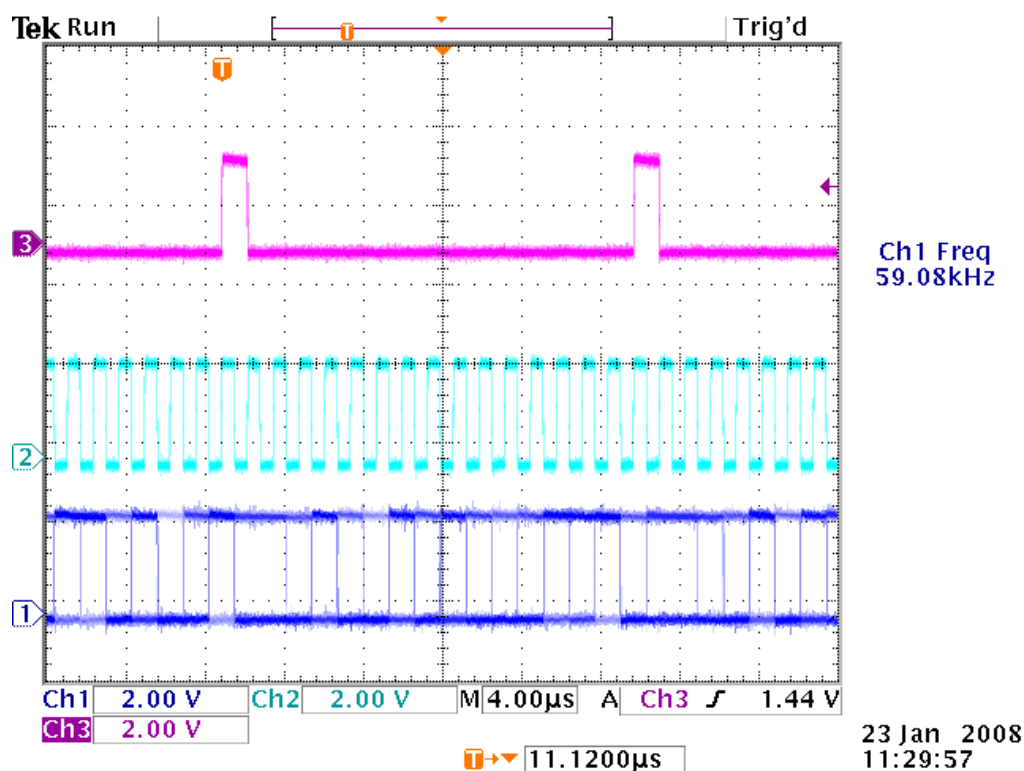 Tek Run Trig'd
T
T
3
Ch1 Freq
59.08kHz
2
1
Ch1 2.00 V Ch2 2.00 V M 4.00µs A Ch3 1.44 V
Ch3 2.00 V
T 11.1200µs
23 Jan 2008
11:29:57